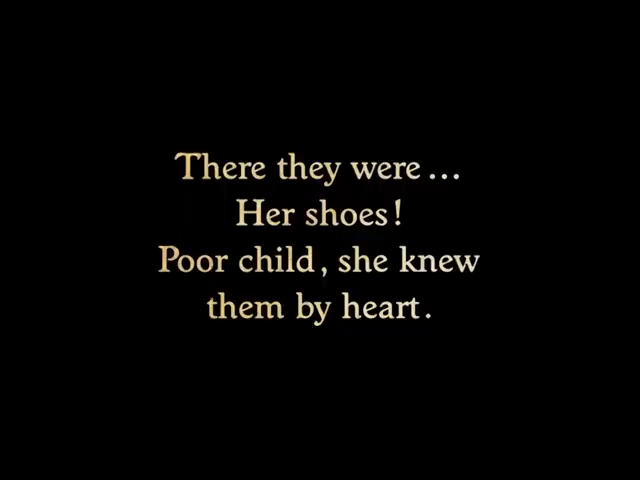 There they were...
Her shoes!
Poor child, she knew
them by heart.